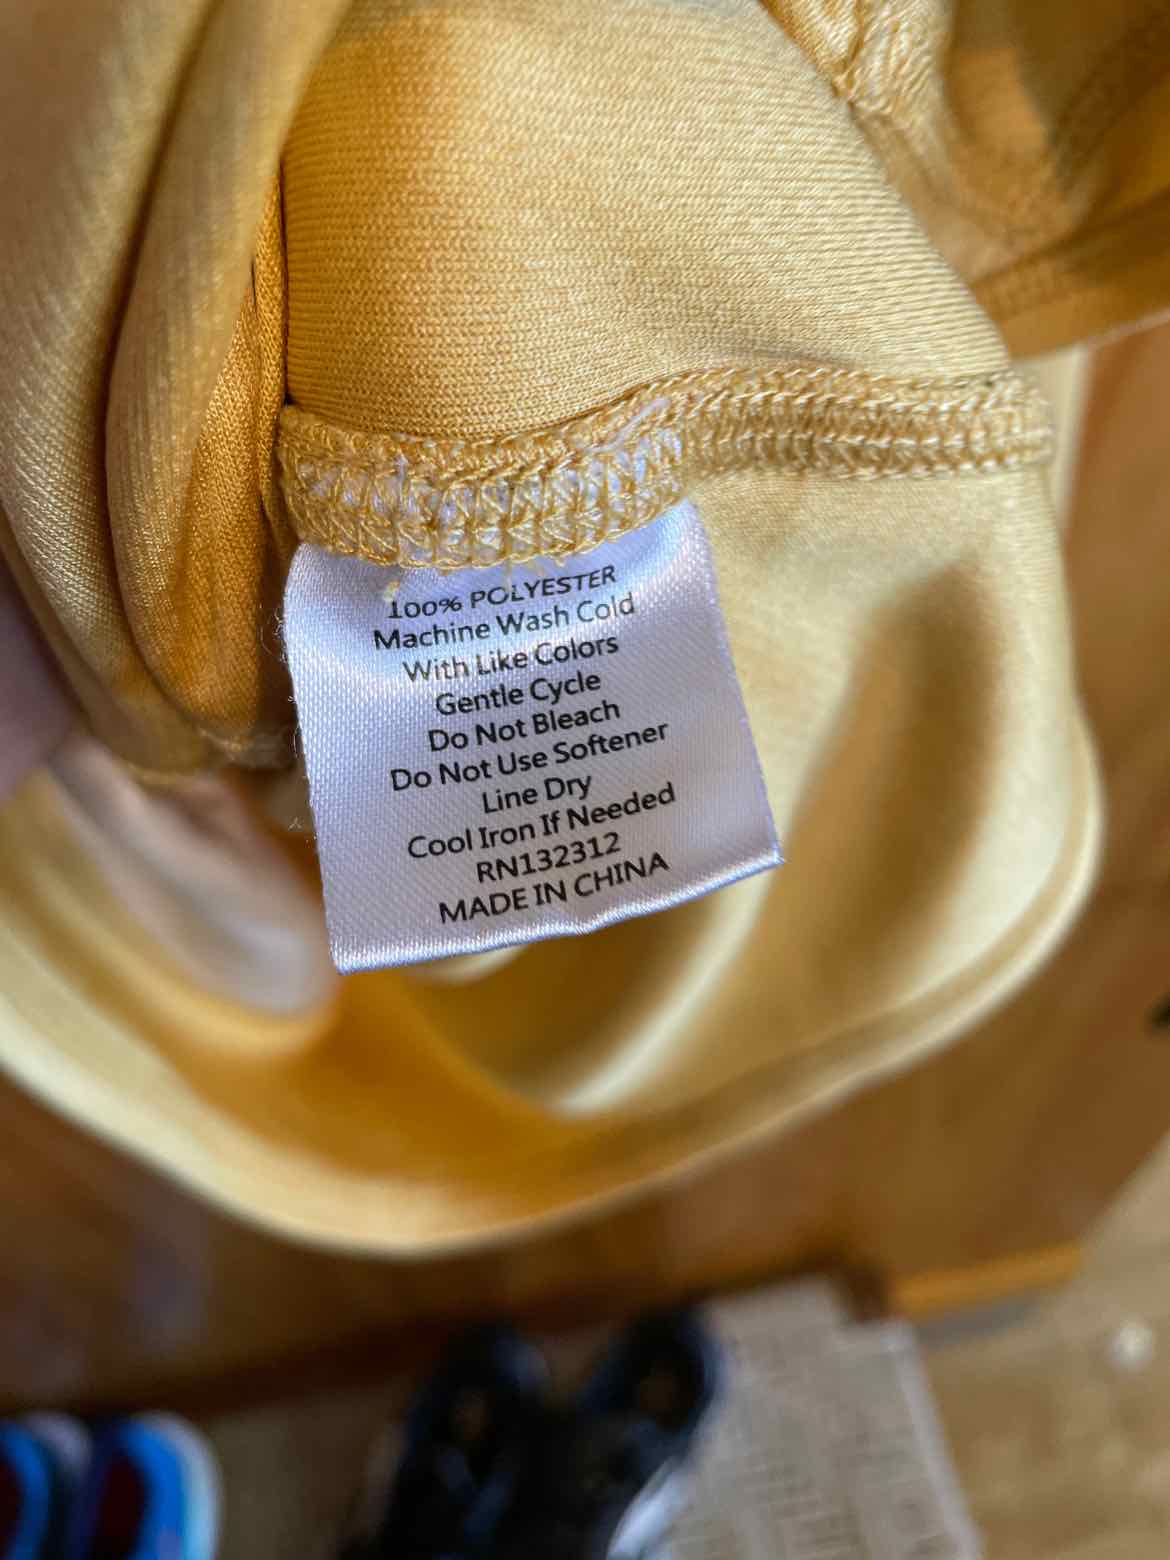 100% POLYESTER
Machine Wash Cold
With Like Colors
Gentle Cycle
Do Not Bleach
Do Not Use Softener
Line Dry
Cool Iron If Needed
RN132312
MADE IN CHINA